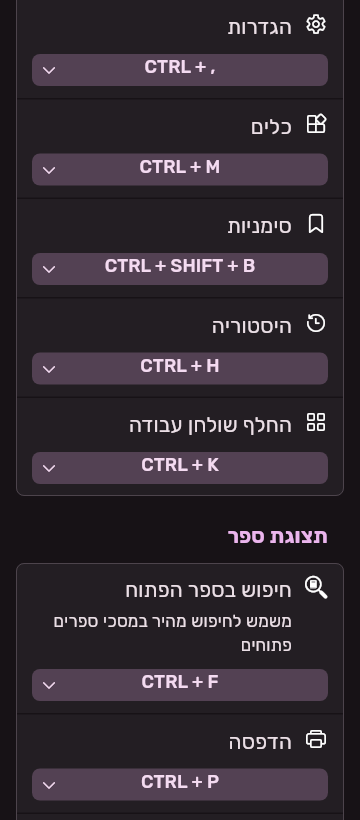 הגדרות
CTRL + ,
כלים
CTRL + M
סימניות
CTRL + SHIFT + B
היסטוריה
CTRL + H
החלף שולחן עבודה
CTRL + K
תצוגת ספר
חיפוש בספר הפתוח
משמש לחיפוש מהיר במסכי ספרים
פתוחים
CTRL + F
הדפסה
CTRL + P